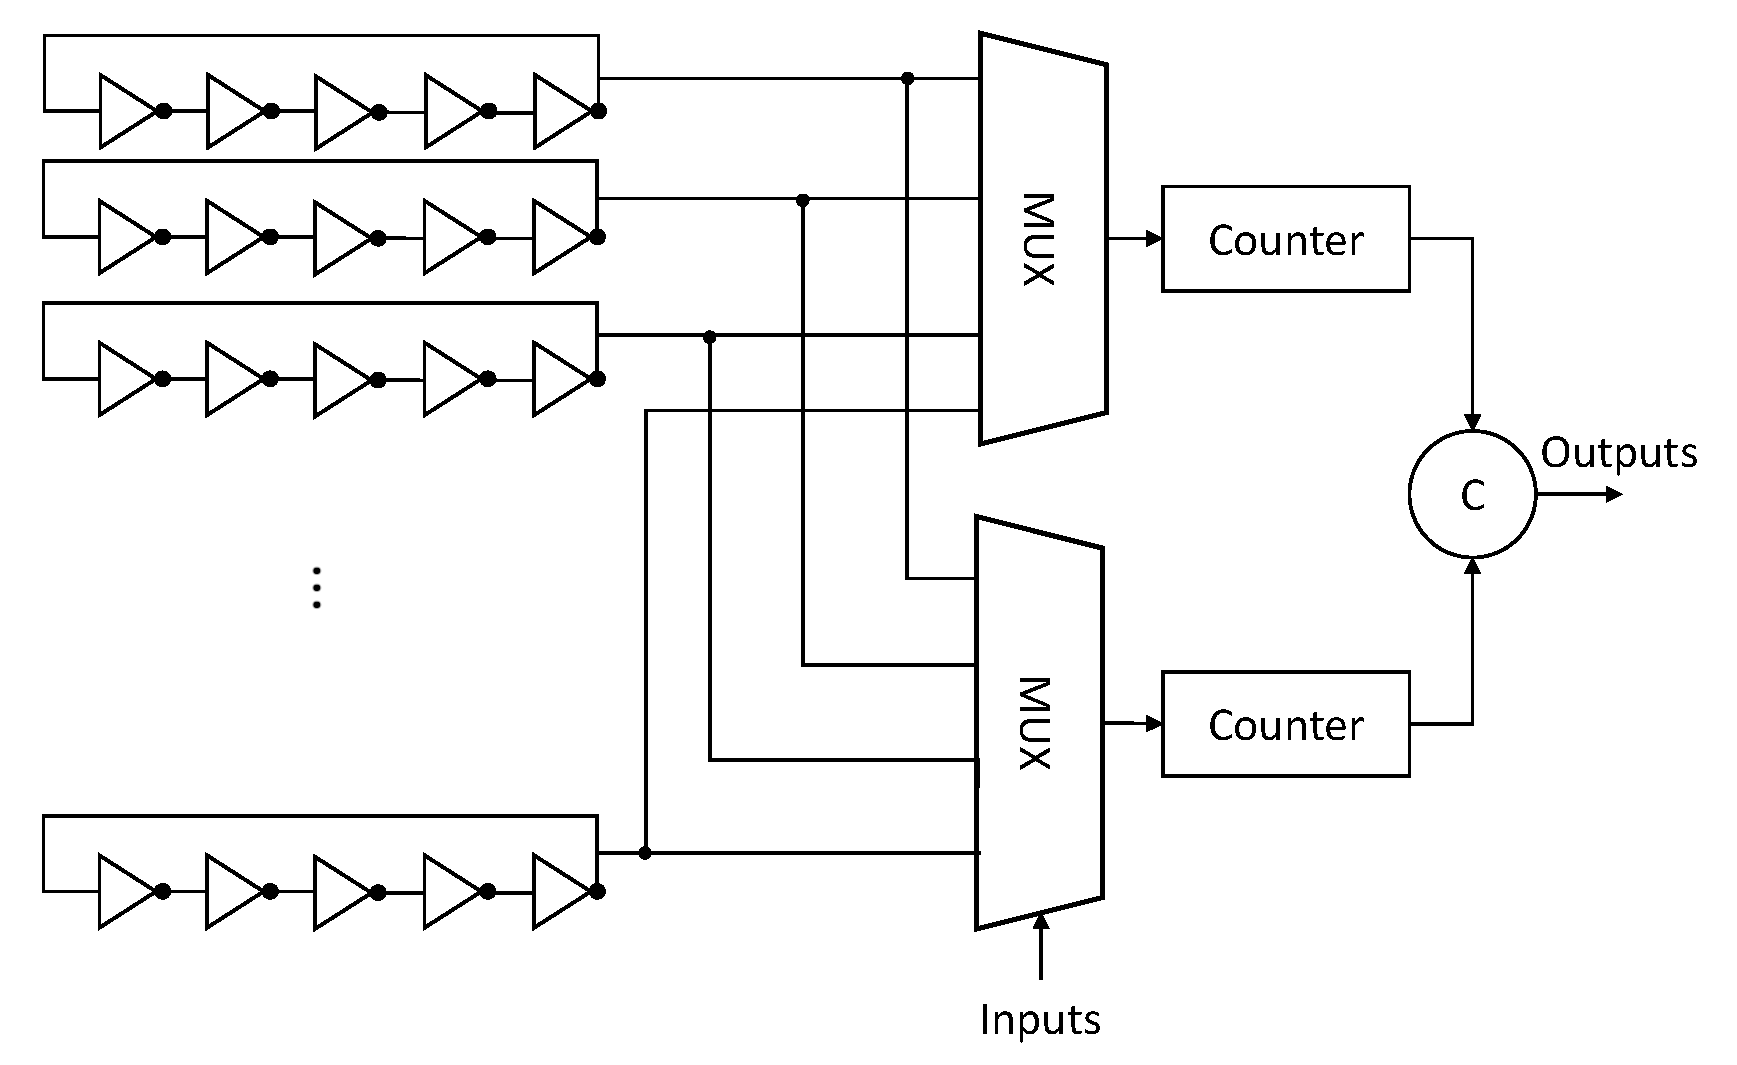 MUX
Counter
Outputs
C
MUX
Counter
Inputs